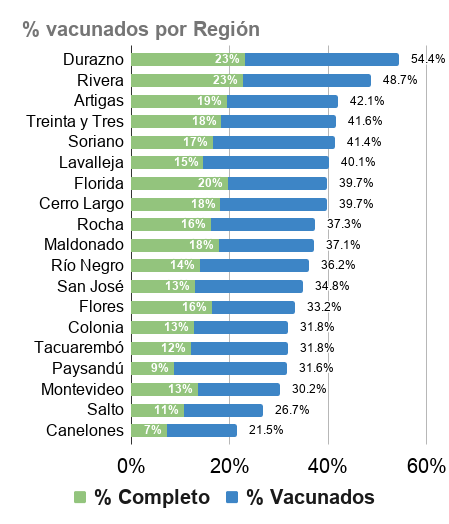 % vacunados por Región
Durazno 23% 54.4%
Rivera 23% 48.7%
Artigas 19% 42.1%
Treinta y Tres 18% 41.6%
Soriano 17% 41.4%
Lavalleja 15% 40.1%
Florida 20% 39.7%
Cerro Largo 18% 39.7%
Rocha 16% 37.3%
Maldonado 18% 37.1%
Río Negro 14% 36.2%
San José 13% 34.8%
Flores 16% 33.2%
Colonia 13% 31.8%
Tacuarembó 12% 31.8%
Paysandú 9% 31.6%
Montevideo 13% 30.2%
Salto 11% 26.7%
Canelones 7% 21.5%
0% 20% 40% 60%
% Completo % Vacunados